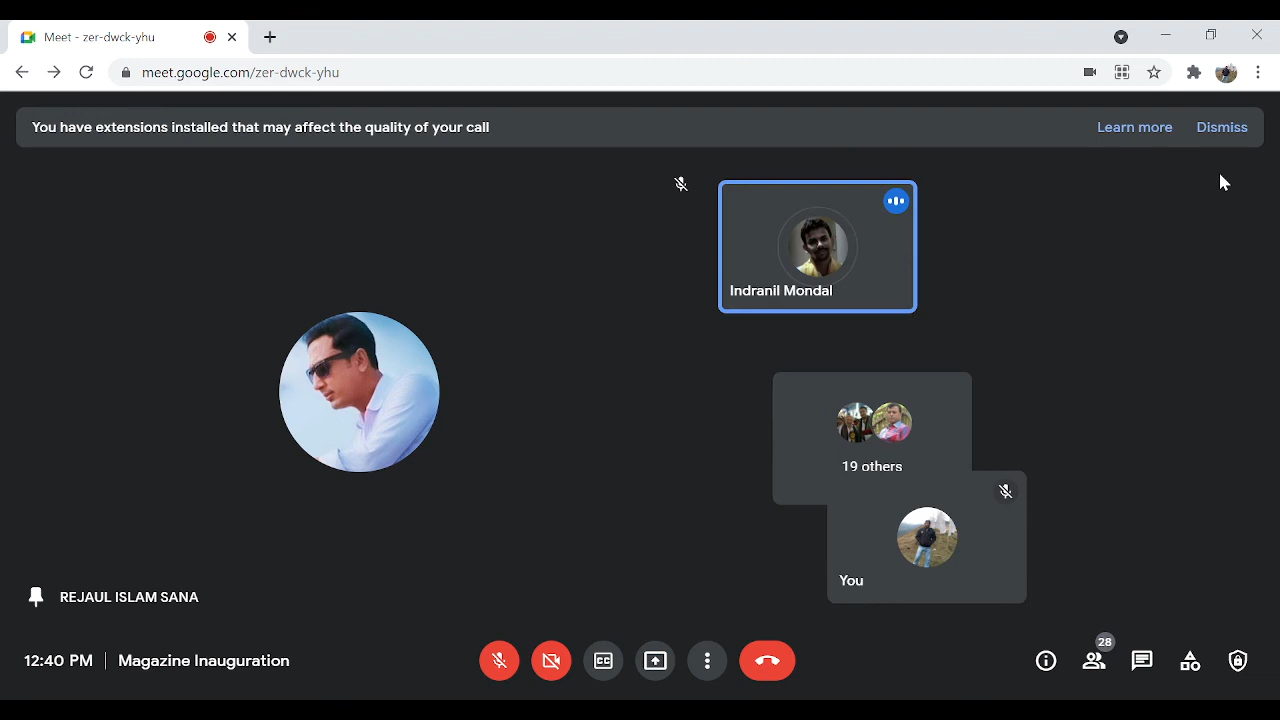 Meet - zer-dwck-yhu
meet.google.com/zer-dwck-yhu
You have extensions installed that may affect the quality of your call
Learn more
Dismiss
Indranil Mondal
19 others
You
REJAUL ISLAM SANA
12:40 PM | Magazine Inauguration
CC
28